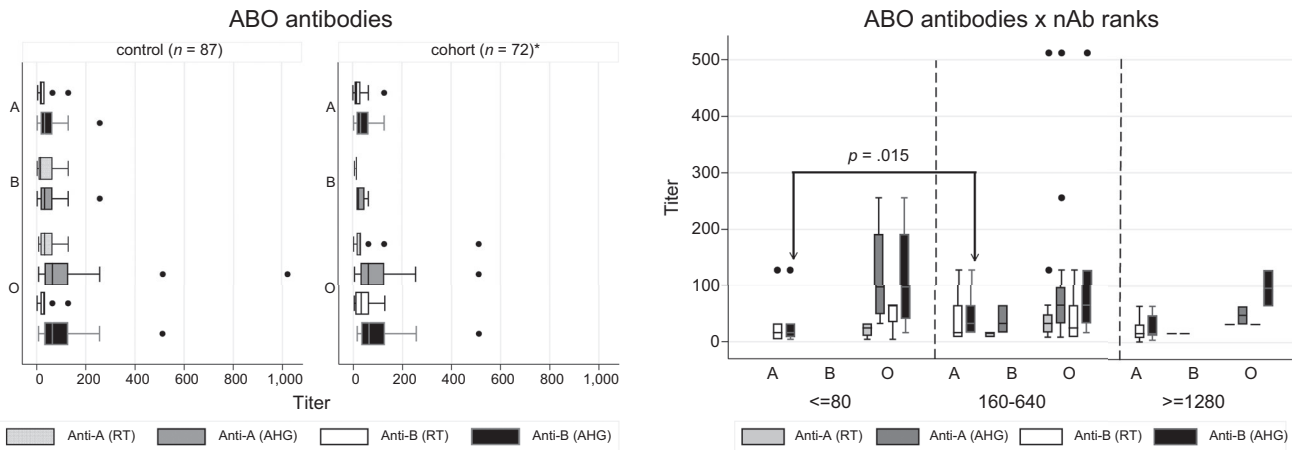 ABO antibodies
control (n = 87)
cohort (n = 72)*
A
B
O
A
B
O
0 200 400 600 800 1,000
0 200 400 600 800 1,000
Titer
Anti-A (RT) Anti-A (AHG) Anti-B (RT) Anti-B (AHG)
ABO antibodies x nAb ranks
Titer
500
400
300
200
100
0
p = .015
A B O A B O A B O
<=80 160-640 >=1280
Anti-A (RT) Anti-A (AHG) Anti-B (RT) Anti-B (AHG)